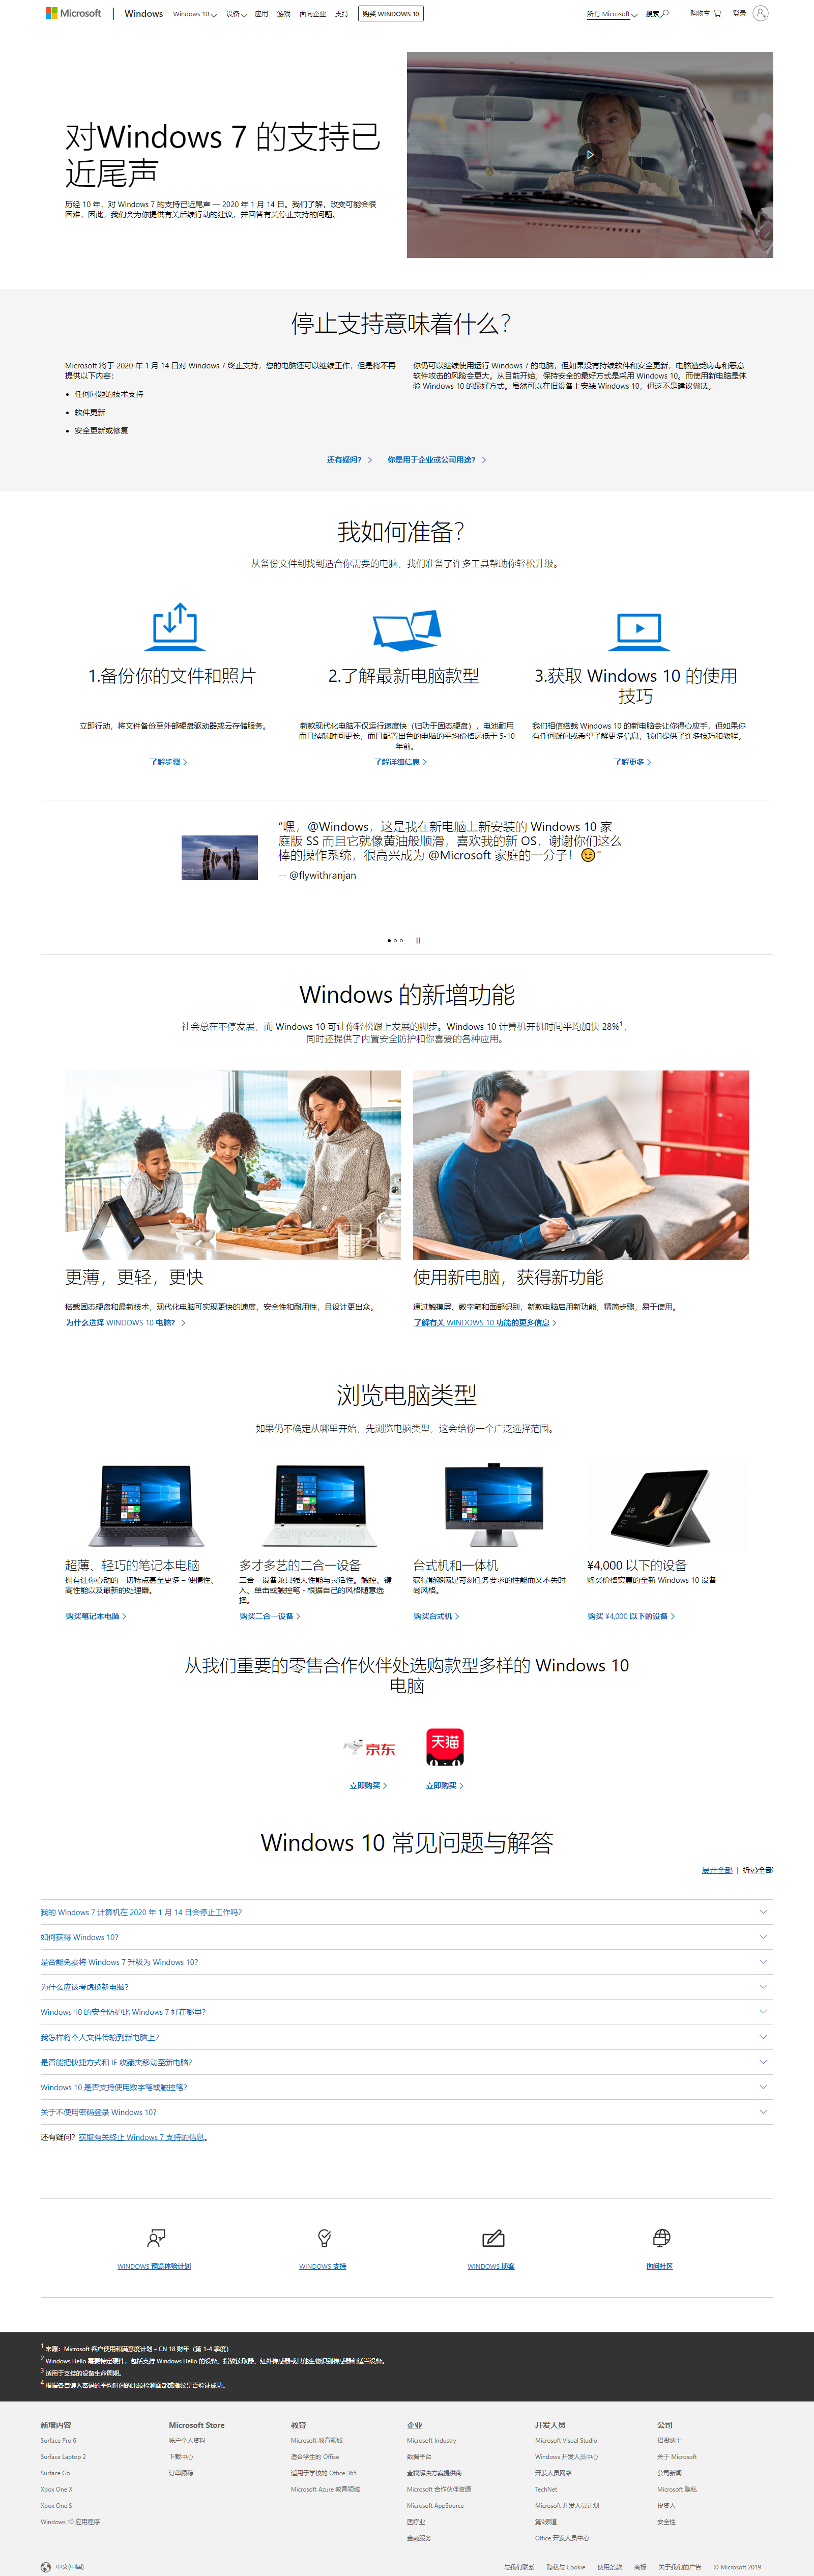 Microsoft
Windows
Windows 10
设备
应用
游戏
面向企业
支持
购买 WINDOWS 10
所有 Microsoft
搜索
购物车
登录
对Windows 7 的支持已
近尾声
历经 10 年，对 Windows 7 的支持已近尾声 — 2020 年 1 月 14 日。我们了解，改变可能会很
困难，因此，我们会为你提供有关后续行动的建议，并回答有关停止支持的问题。
停止支持意味着什么？
Microsoft 将于 2020 年 1 月 14 日对 Windows 7 终止支持，您的电脑还可以继续工作，但是将不再
提供以下内容：
• 任何问题的技术支持
• 软件更新
• 安全更新或修复
你仍可以继续使用运行 Windows 7 的电脑，但如果没有持续软件和安全更新，电脑遭受病毒和恶意
软件攻击的风险会更大。从目前开始，保持安全的最好方式是采用 Windows 10。而使用新电脑是体
验 Windows 10 的最好方式。虽然可以在旧设备上安装 Windows 10，但这不是建议做法。
还有疑问？
你是用于企业或公司用途？
我如何准备？
从备份文件到找到适合你需要的电脑，我们准备了许多工具帮助你轻松升级。
1.备份你的文件和照片
立即行动，将文件备份至外部硬盘驱动器或云存储服务。
了解步骤
2.了解最新电脑款型
新款现代化电脑不仅运行速度快（归功于固态硬盘），电池耐用
而且续航时间更长，而且配置出色的电脑的平均价格远低于 5-10
年前。
了解详细信息
3.获取 Windows 10 的使用
技巧
我们相信搭载 Windows 10 的新电脑会让你得心应手，但如果你
有任何疑问或希望了解更多信息，我们提供了许多技巧和教程。
了解更多
“嘿，@Windows，这是我在新电脑上新安装的 Windows 10 家
庭版 SS 而且它就像黄油般顺滑，喜欢我的新 OS，谢谢你们这么
棒的操作系统，很高兴成为 @Microsoft 家庭的一分子！😉"
-- @flywithranjan
Windows 的新增功能
社会总在不停发展，而 Windows 10 可让你轻松跟上发展的脚步。Windows 10 计算机开机时间平均加快 28%1，
同时还提供了内置安全防护和你喜爱的各种应用。
更薄，更轻，更快
搭载固态硬盘和最新技术，现代化电脑可实现更快的速度、安全性和耐用性，且设计更出众。
为什么选择 WINDOWS 10 电脑？
使用新电脑，获得新功能
通过触摸屏、数字笔和面部识别，新款电脑启用新功能，精简步骤，易于使用。
了解有关 WINDOWS 10 功能的更多信息
浏览电脑类型
如果仍不确定从哪里开始，先浏览电脑类型，这会给你一个广泛选择范围。
超薄、轻巧的笔记本电脑
拥有让你心动的一切特点甚至更多 – 便携性、
高性能以及最新的处理器。
购买笔记本电脑
多才多艺的二合一设备
二合一设备兼具强大性能与灵活性。触控、键
入、单击或触控笔 - 根据自己的风格随意选
择。
购买二合一设备
台式机和一体机
获得能够满足苛刻任务要求的性能而又不失时
尚风格。
购买台式机
¥4,000 以下的设备
购买价格实惠的全新 Windows 10 设备
购买 ¥4,000 以下的设备
从我们重要的零售合作伙伴处选购款型多样的 Windows 10
电脑
京东
天猫
立即购买
立即购买
Windows 10 常见问题与解答
展开全部 | 折叠全部
我的 Windows 7 计算机在 2020 年 1 月 14 日会停止工作吗？
如何获得 Windows 10？
是否能免费将 Windows 7 升级为 Windows 10？
为什么应该考虑换新电脑？
Windows 10 的安全防护比 Windows 7 好在哪里？
我怎样将个人文件传输到新电脑上？
是否能把快捷方式和 IE 收藏夹移动至新电脑？
Windows 10 是否支持使用数字笔或触控笔？
关于不使用密码登录 Windows 10？
还有疑问？获取有关终止 Windows 7 支持的信息。
WINDOWS 预览体验计划
WINDOWS 支持
WINDOWS 博客
询问社区
1 来源：Microsoft 客户使用和满意度计划 – CN 18 财年（第 1-4 季度）
2 Windows Hello 需要特定硬件，包括支持 Windows Hello 的设备、指纹读取器、红外传感器或其他生物识别传感器和适当设备。
3 适用于支持的设备生命周期。
4 根据各自键入密码的平均时间的比较检测面部或指纹是否验证成功。
新增内容
Surface Pro 6
Surface Laptop 2
Surface Go
Xbox One X
Xbox One S
Windows 10 应用程序
Microsoft Store
帐户个人资料
下载中心
订单跟踪
教育
Microsoft 教育领域
适合学生的 Office
适用于学校的 Office 365
Microsoft Azure 教育领域
企业
Microsoft Industry
数据平台
查找解决方案提供商
Microsoft 合作伙伴资源
Microsoft AppSource
医疗业
金融服务
开发人员
Microsoft Visual Studio
Windows 开发人员中心
开发人员网络
TechNet
Microsoft 开发人员计划
第9频道
Office 开发人员中心
公司
招贤纳士
关于 Microsoft
公司新闻
Microsoft 隐私
投资人
安全性
中文(中国)
与我们联系
隐私与 Cookie
使用条款
商标
关于我们的广告
© Microsoft 2019